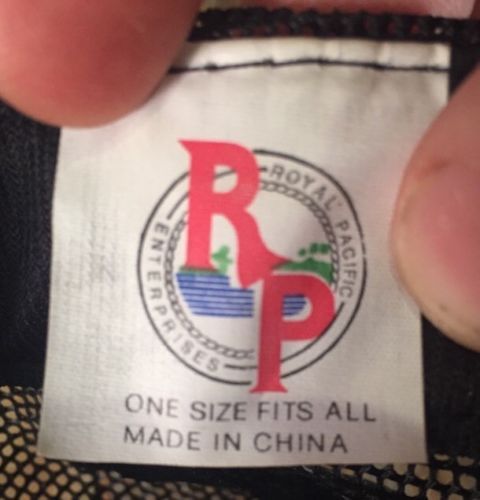 RP
ROYAL PACIFIC
ENTERPRISES
ONE SIZE FITS ALL
MADE IN CHINA